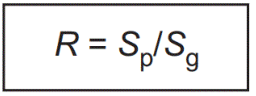 R = Sp/Sg